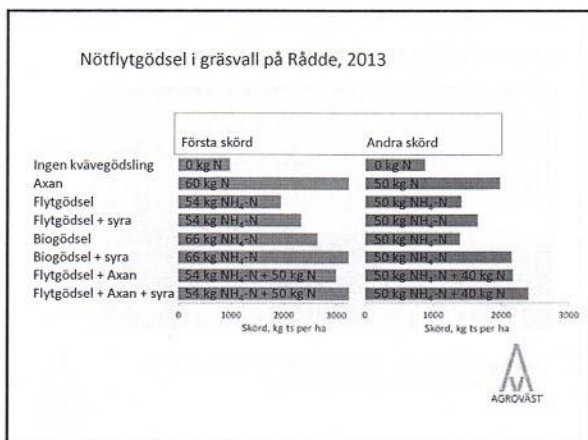 Nötflytgödsel i gräsvall på Rådde, 2013
Första skörd Andra skörd
Ingen kvävegödsling 0 kg N 0 kg N
Axan 60 kg N 50 kg N
Flytgödsel 54 kg NH₄-N 50 kg NH₄-N
Flytgödsel + syra 54 kg NH₄-N 50 kg NH₄-N
Biogödsel 66 kg NH₄-N 50 kg NH₄-N
Biogödsel + syra 66 kg NH₄-N 50 kg NH₄-N
Flytgödsel + Axan 54 kg NH₄-N + 50 kg N 50 kg NH₄-N + 40 kg N
Flytgödsel + Axan + syra 54 kg NH₄-N + 50 kg N 50 kg NH₄-N + 40 kg N
0 1000 2000 3000 0 1000 2000 3000
Skörd, kg ts per ha Skörd, kg ts per ha
AGROVÄST